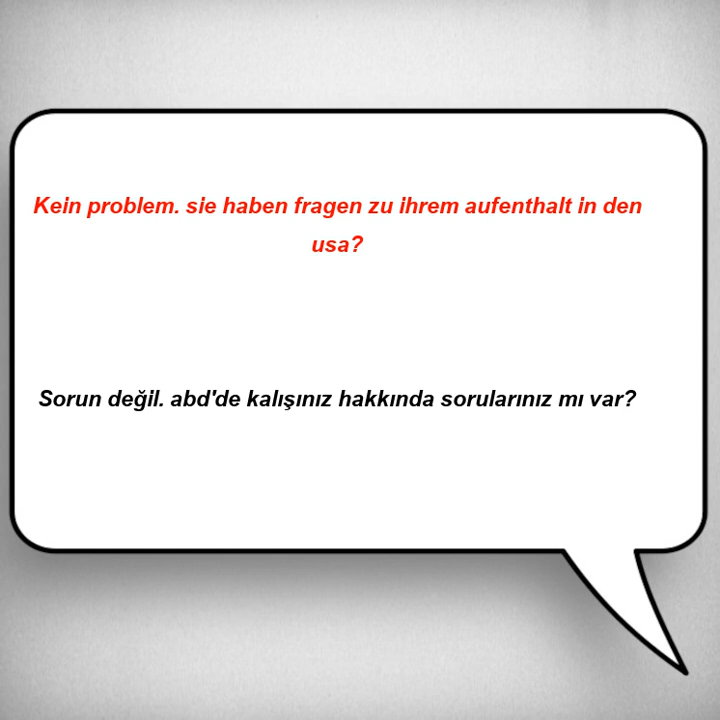 Kein problem. sie haben fragen zu ihrem aufenthalt in den
usa?
Sorun değil. abd'de kalışınız hakkında sorularınız mı var?